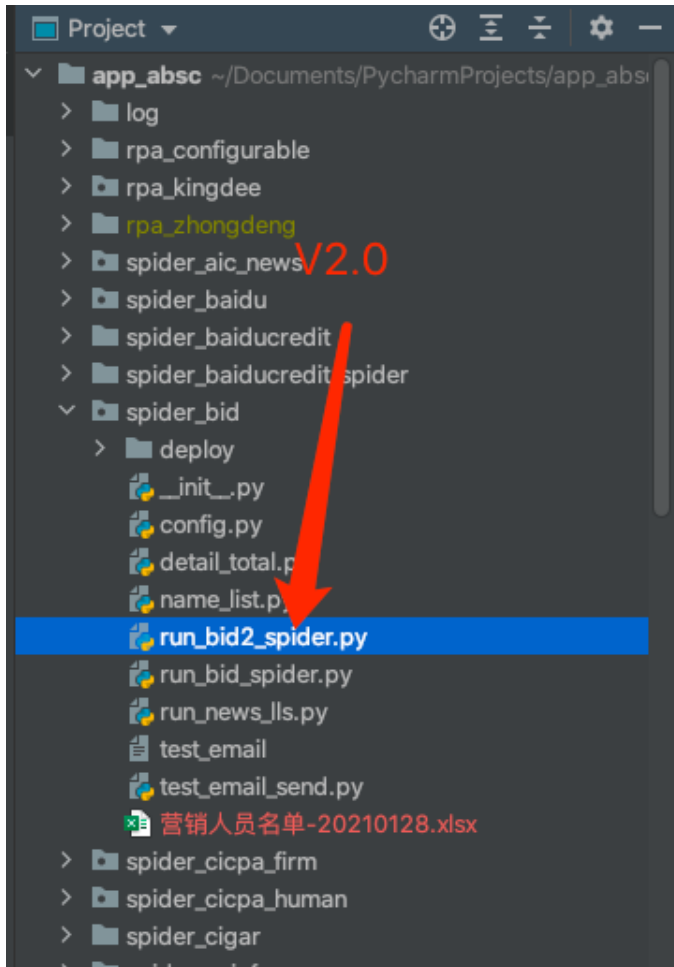 Project
app_absc ~/Documents/PycharmProjects/app_abs
log
rpa_configurable
rpa_kingdee
rpa_zhongdeng
spider_aic_news
V2.0
spider_baidu
spider_baiducredit
spider_baiducredit_spider
spider_bid
deploy
__init__.py
config.py
detail_total.p
name_list.py
run_bid2_spider.py
run_bid_spider.py
run_news_lls.py
test_email
test_email_send.py
营销人员名单-20210128.xlsx
spider_cicpa_firm
spider_cicpa_human
spider_cigar